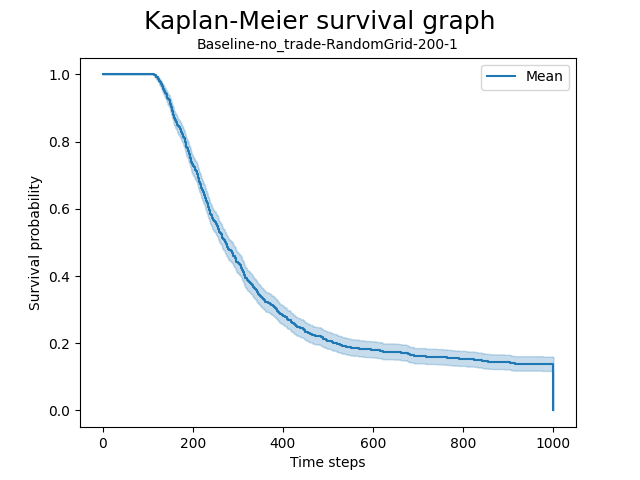 Kaplan-Meier survival graph
Baseline-no_trade-RandomGrid-200-1
Mean
Survival probability
1.0
0.8
0.6
0.4
0.2
0.0
0 200 400 600 800 1000
Time steps